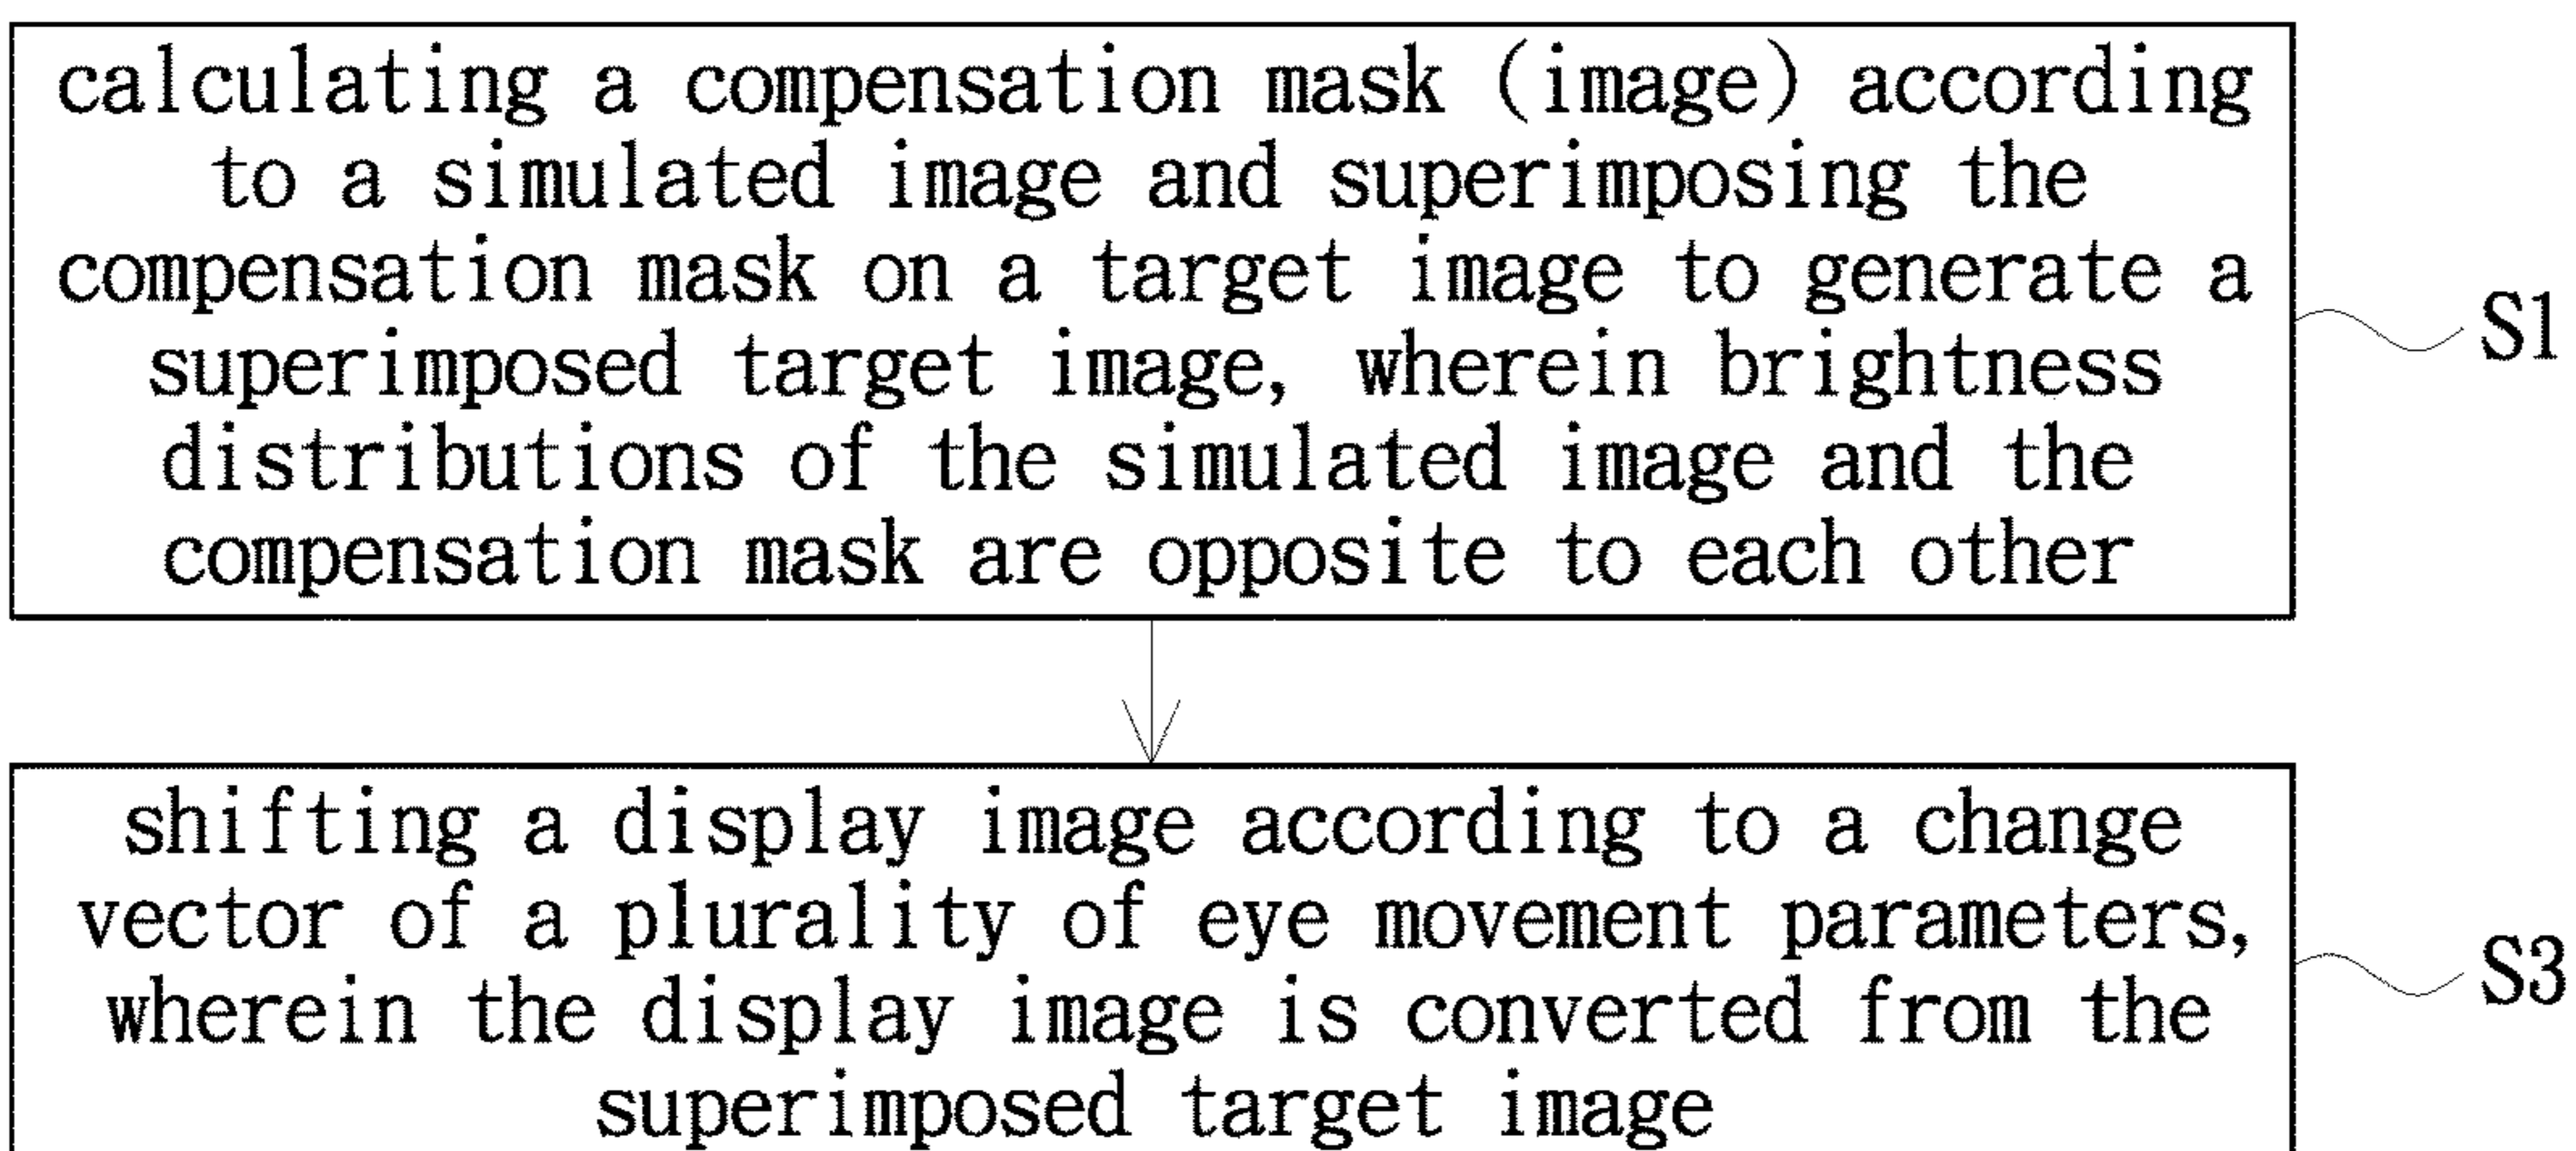 calculating a compensation mask (image) according
to a simulated image and superimposing the
compensation mask on a target image to generate a
superimposed target image, wherein brightness
distributions of the simulated image and the
compensation mask are opposite to each other
S1
shifting a display image according to a change
vector of a plurality of eye movement parameters,
wherein the display image is converted from the
superimposed target image
S3